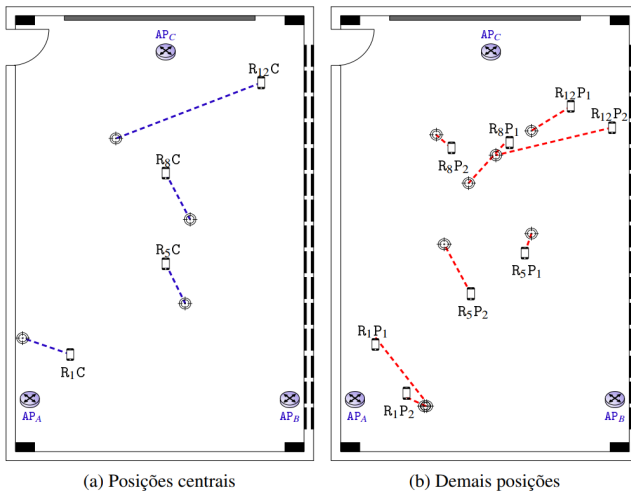 AP_C
R_12C
R_8C
R_5C
R_1C
AP_A
AP_B
(a) Posições centrais
AP_C
R_12P_1
R_12P_2
R_8P_1
R_8P_2
R_5P_1
R_5P_2
R_1P_1
R_1P_2
AP_A
AP_B
(b) Demais posições